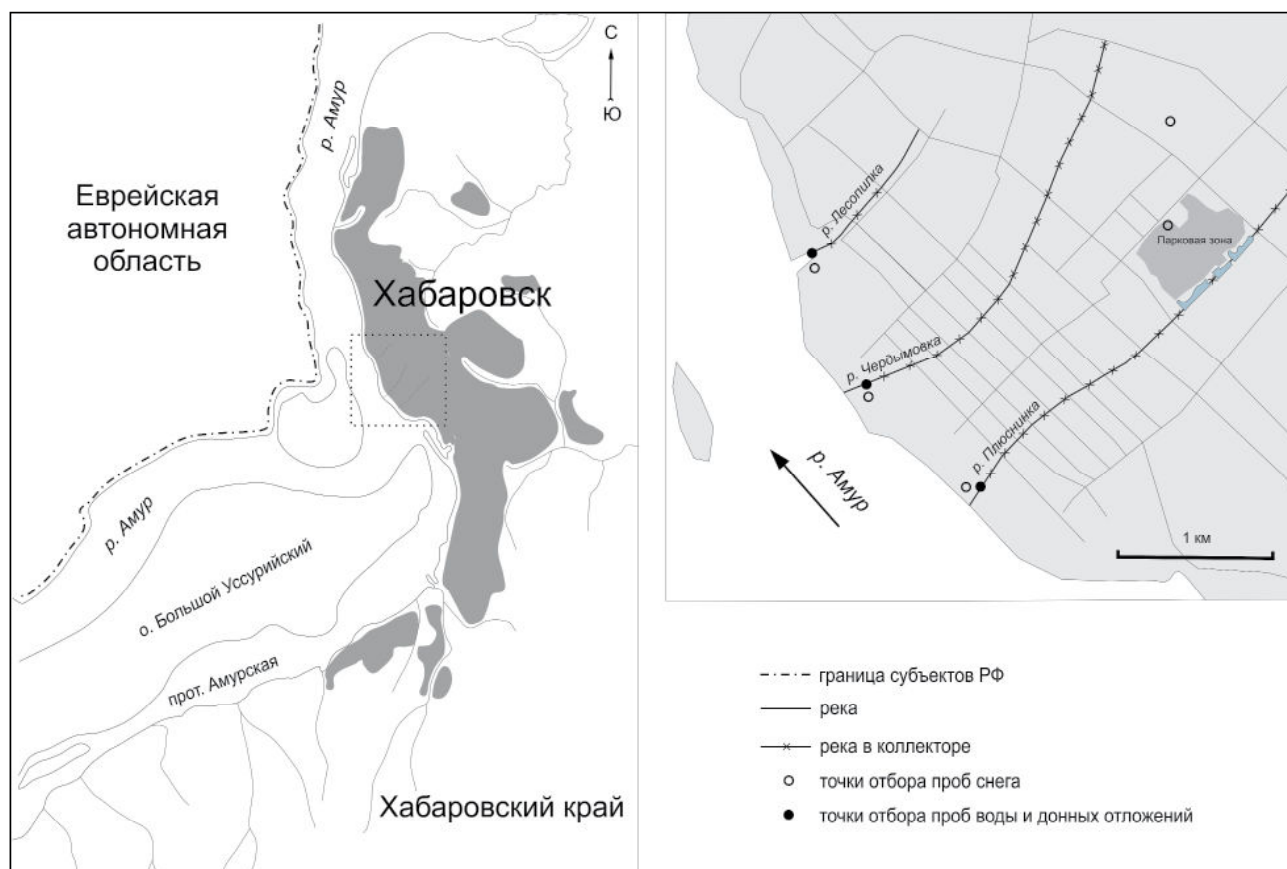 С
Ю
р. Амур
Еврейская
автономная
область
Хабаровск
р. Амур
о. Большой Уссурийский
прот. Амурская
Хабаровский край
р. Лесопилка
Парковая зона
р. Чердымовка
р. Плюснинка
р. Амур
1 км
граница субъектов РФ
река
река в коллекторе
точки отбора проб снега
точки отбора проб воды и донных отложений